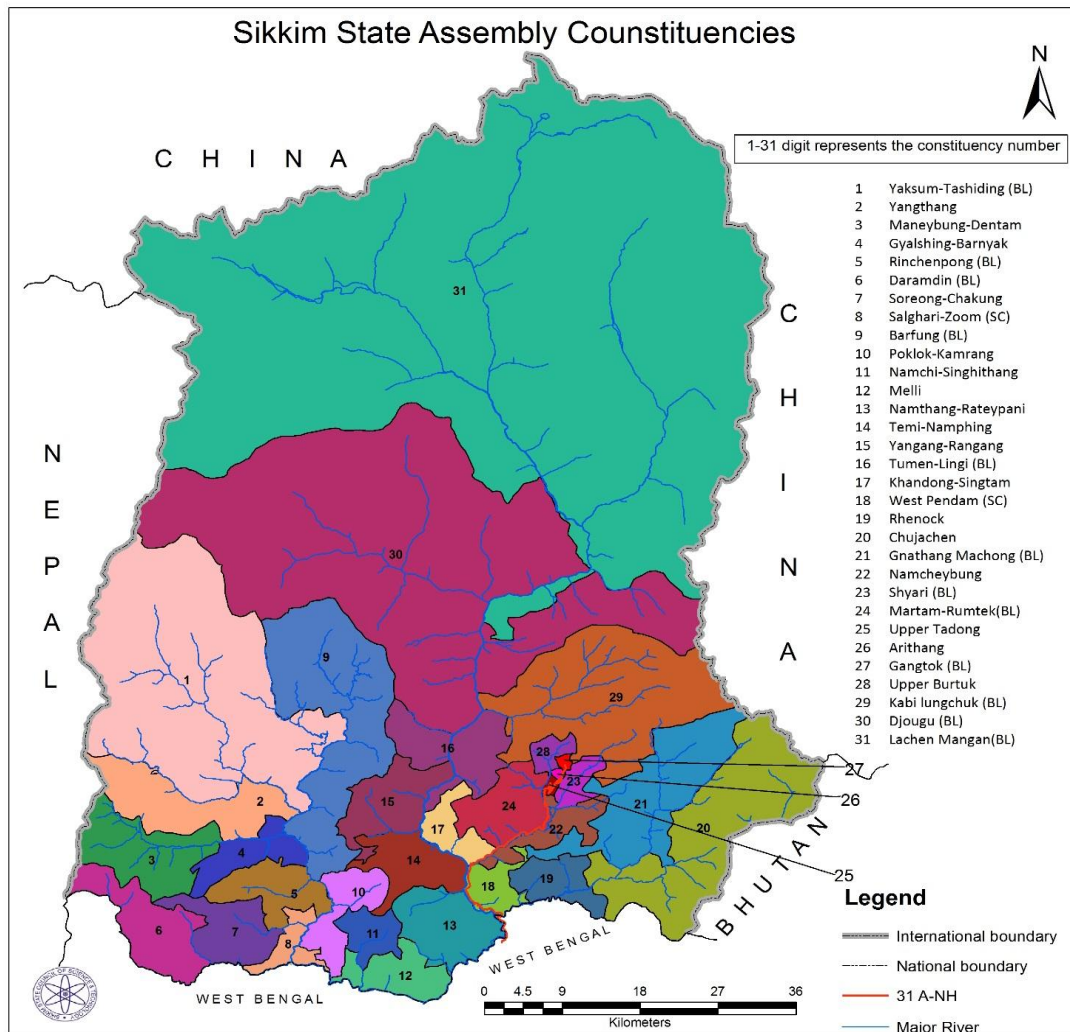 Sikkim State Assembly Counstituencies
N
1-31 digit represents the constituency number
CHINA
1 Yaksum-Tashiding (BL)
2 Yangthang
3 Maneybung-Dentam
4 Gyalshing-Barnyak
5 Rinchenpong (BL)
6 Daramdin (BL)
7 Soreong-Chakung
8 Salghari-Zoom (SC)
9 Barfung (BL)
10 Poklok-Kamrang
11 Namchi-Singhithang
12 Melli
13 Namthang-Rateypani
14 Temi-Namphing
15 Yangang-Rangang
16 Tumen-Lingi (BL)
17 Khandong-Singtam
18 West Pendam (SC)
19 Rhenock
20 Chujachen
21 Gnathang Machong (BL)
22 Namcheybung
23 Shyari (BL)
24 Martam-Rumtek(BL)
25 Upper Tadong
26 Arithang
27 Gangtok (BL)
28 Upper Burtuk
29 Kabi lungchuk (BL)
30 Djougu (BL)
31 Lachen Mangan(BL)
CHINA
NEPAL
31
30
9
1
29
16
28
27
23
26
2
15
24
21
17
22
20
3
4
14
25
5
10
18
19
BHUTAN
6
7
8
11
13
12
WEST BENGAL
WEST BENGAL
Legend
International boundary
National boundary
31 A-NH
Major River
0 4.5 9 18 27 36
Kilometers